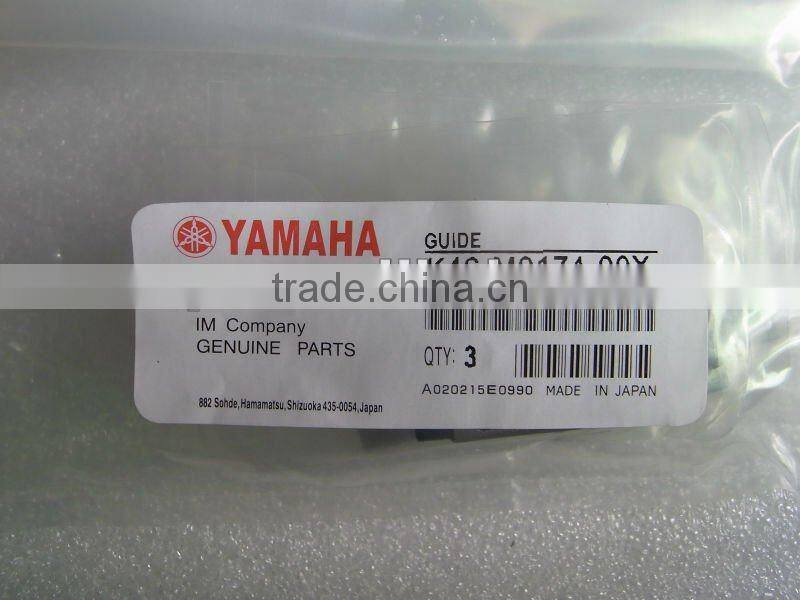 YAMAHA
IM Company
GENUINE PARTS
882 Sohde,Hamamatsu,Shizuoka 435-0054,Japan
GUIDE
trade.china.cn
QTY: 3
A020215E0990 MADE IN JAPAN